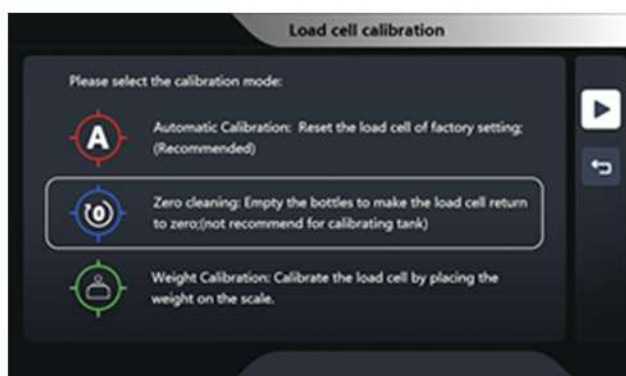 Load cell calibration
Please select the calibration mode:
A
Automatic Calibration: Reset the load cell of factory setting;
(Recommended)
0
Zero cleaning: Empty the bottles to make the load cell return
to zero;(not recommend for calibrating tank)
Weight Calibration: Calibrate the load cell by placing the
weight on the scale.